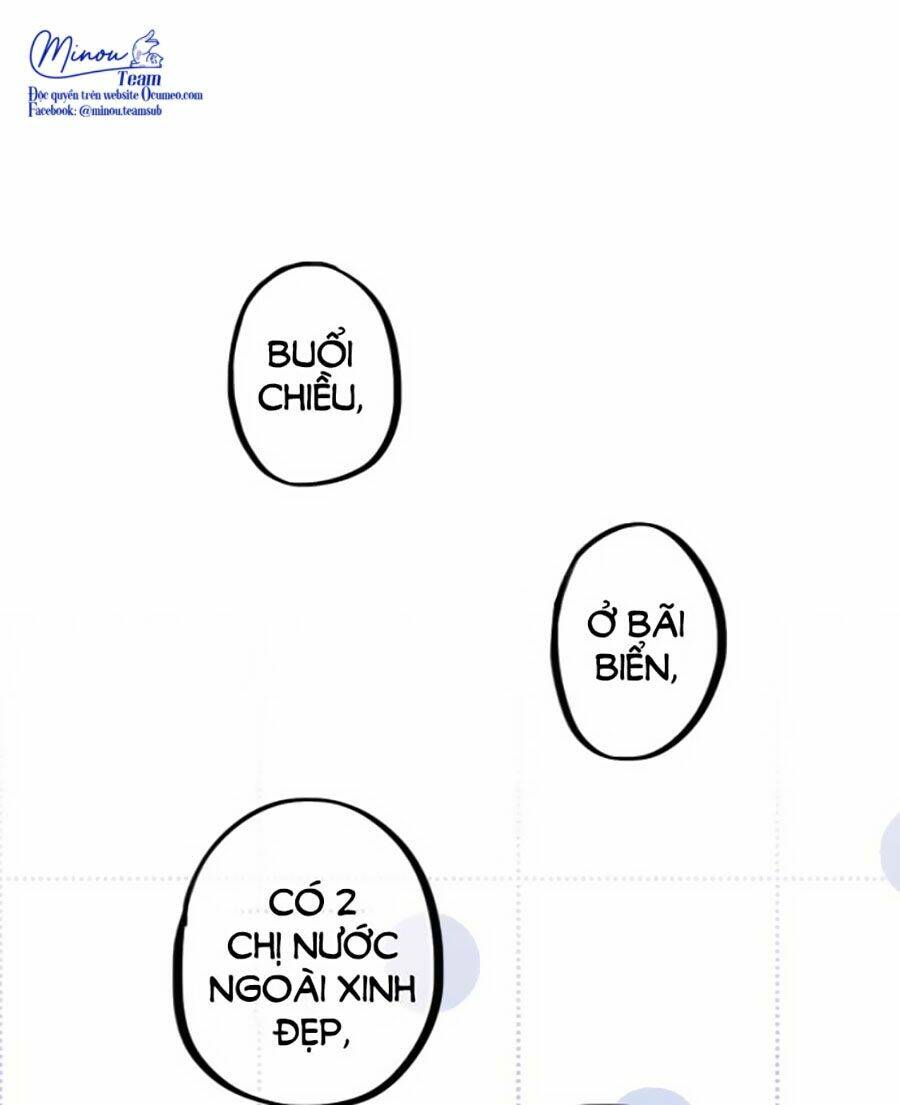 Minou
Team
Độc quyền trên website Ocumeo.com
Facebook: @minou.teamsub
BUỔI
CHIỀU,
Ở BÃI
BIỂN,
CÓ 2
CHỊ NƯỚC
NGOÀI XINH
ĐẸP,